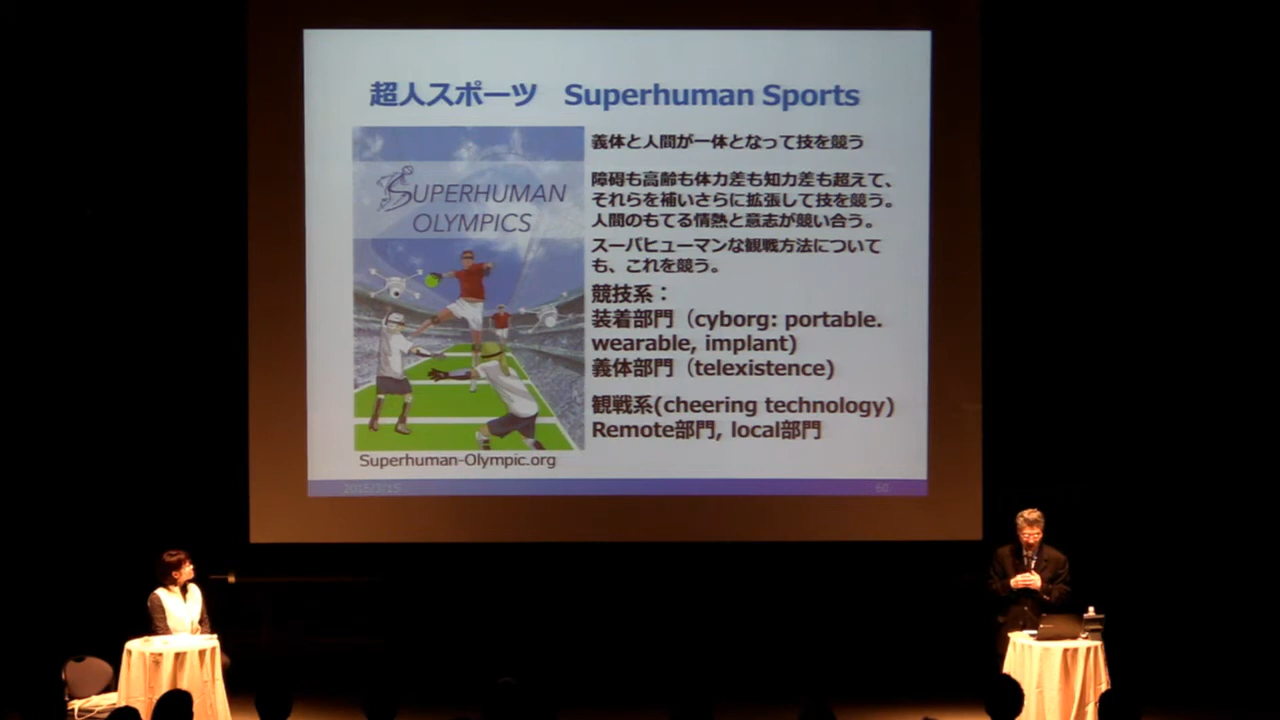 超人スポーツ Superhuman Sports
SUPERHUMAN
OLYMPICS
Superhuman-Olympic.org
義体と人間が一体となって技を競う
障碍も高齢も体力差も知力差も超えて、
それらを補いさらに拡張して技を競う。
人間のもてる情熱と意志が競い合う。
スーパヒューマンな観戦方法について
も、これを競う。
競技系：
装着部門（cyborg: portable.
wearable, implant)
義体部門（telexistence)
観戦系(cheering technology)
Remote部門, local部門
2015/3/15
60